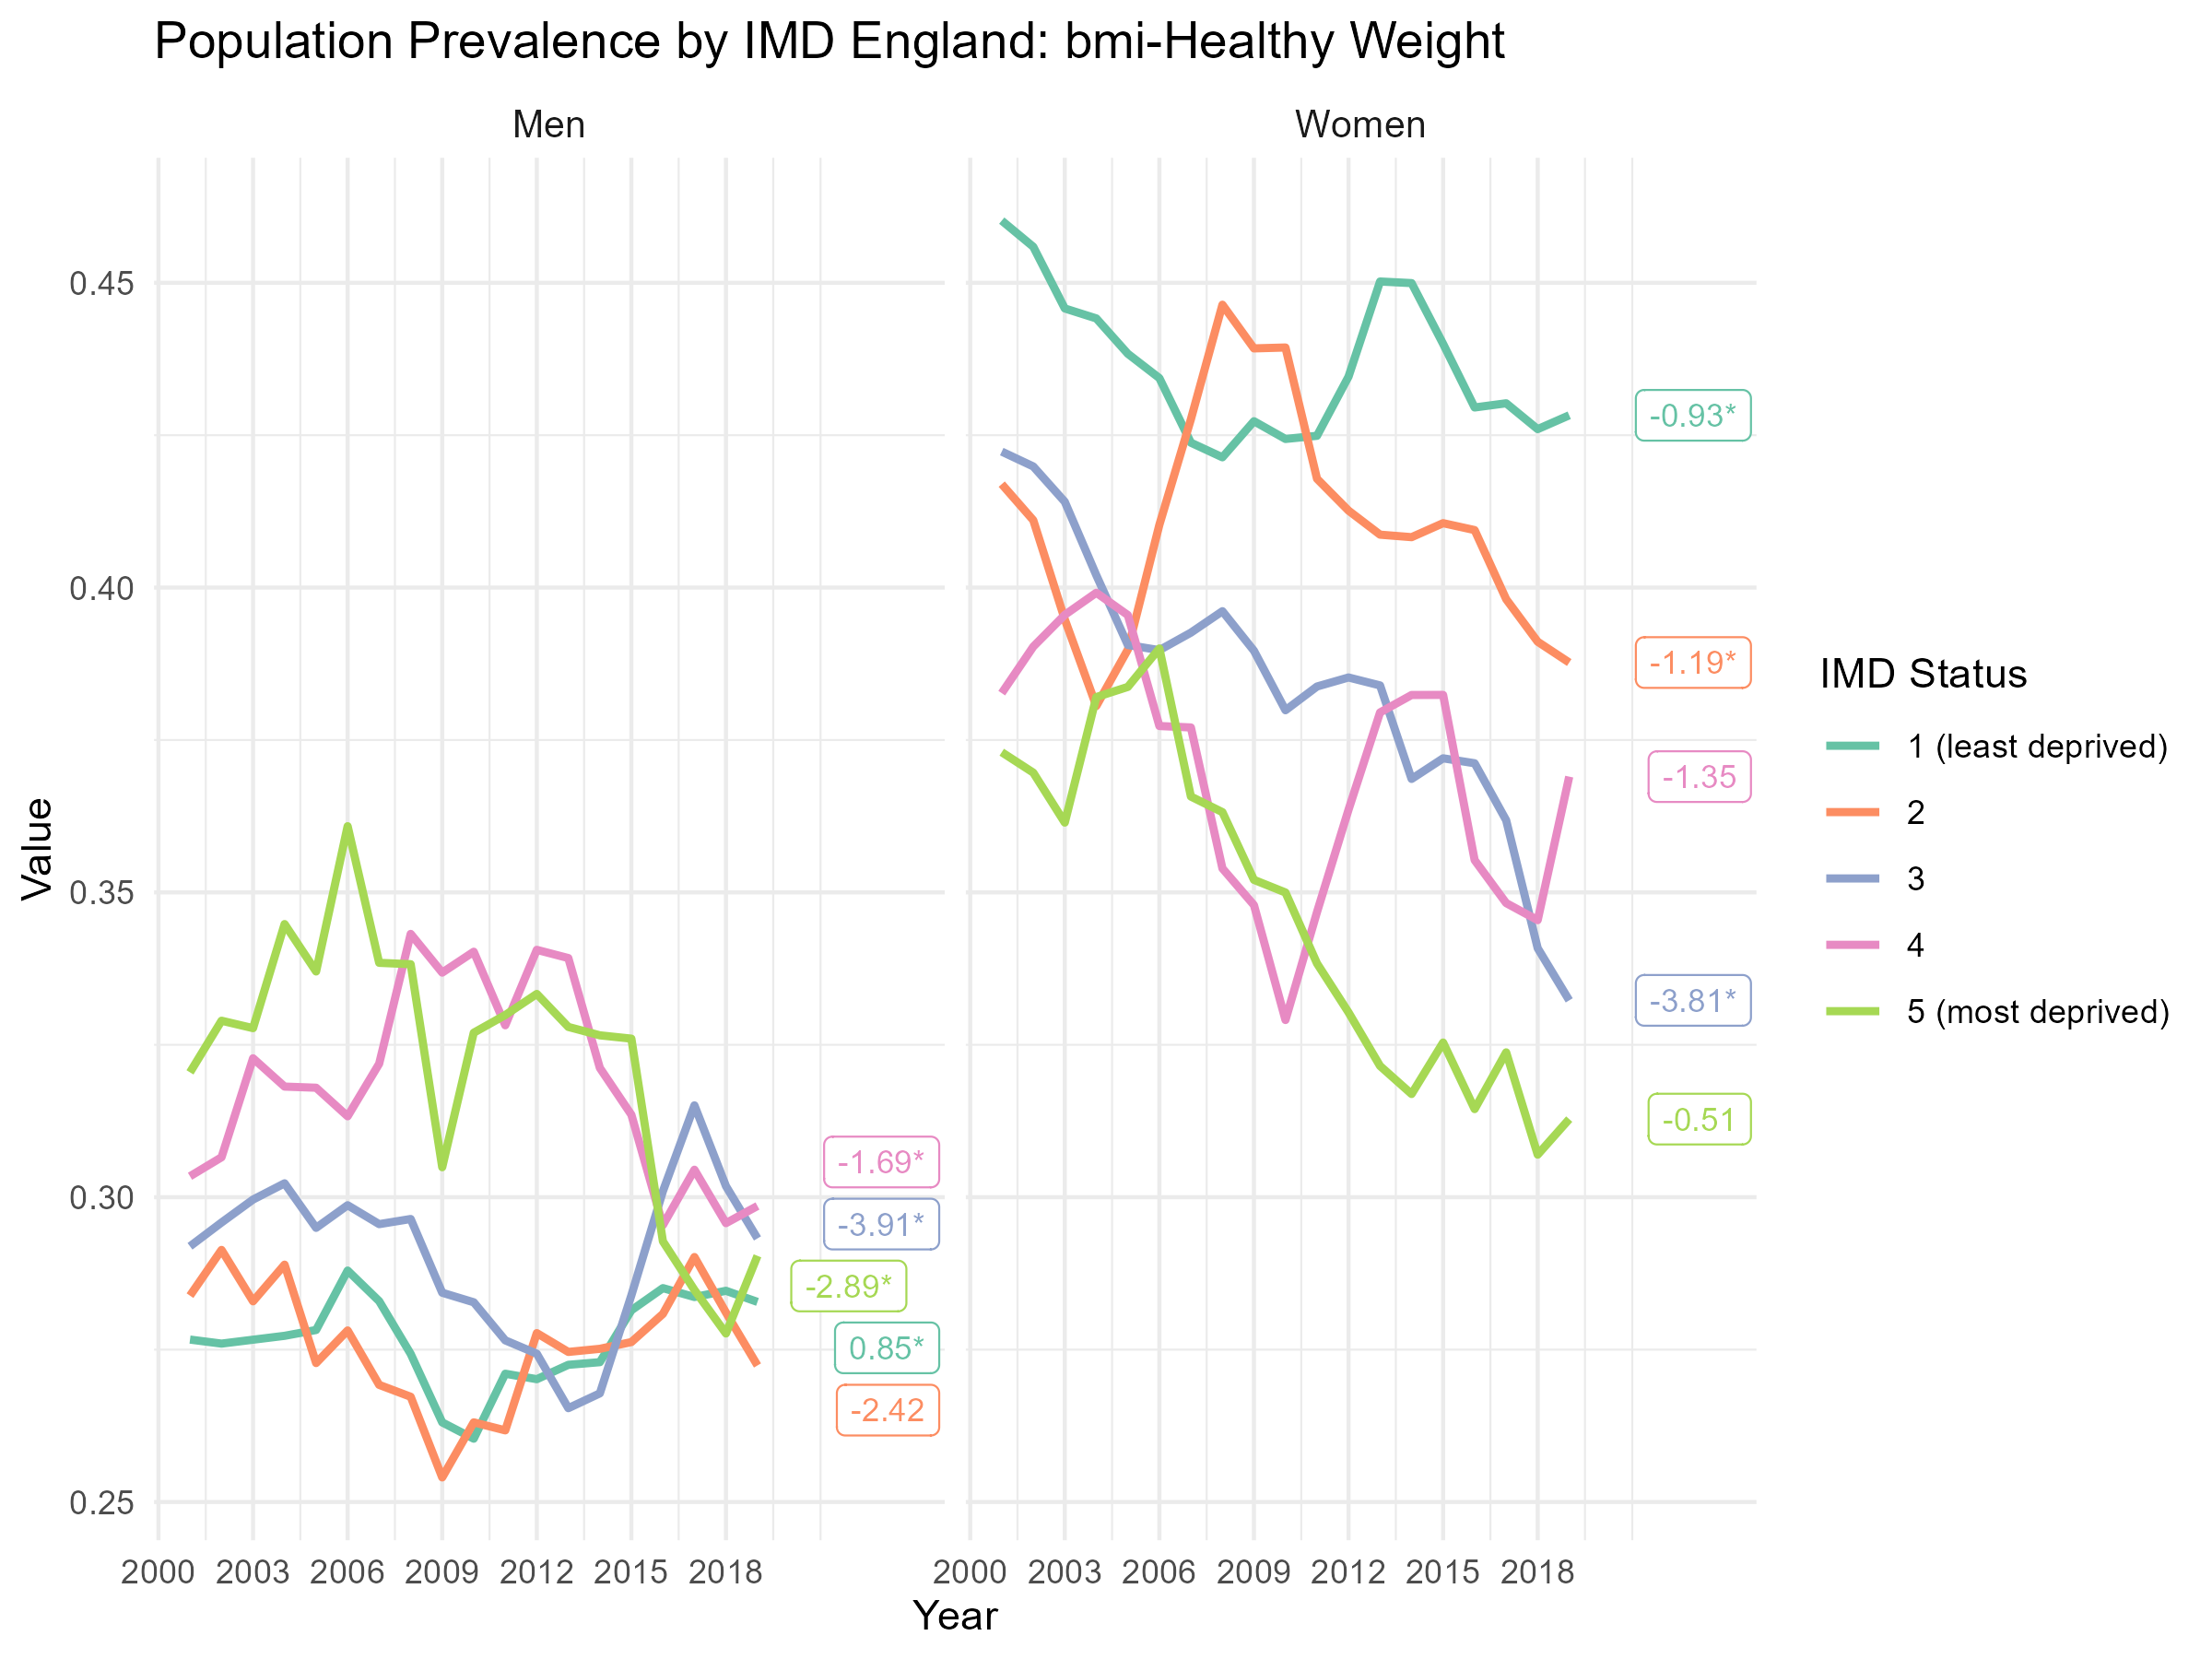 Population Prevalence by IMD England: bmi-Healthy Weight
Men
Women
Value
0.45
0.40
0.35
0.30
0.25
-1.69*
-3.91*
-2.89*
0.85*
-2.42
-0.93*
-1.19*
-1.35
-3.81*
-0.51
2000 2003 2006 2009 2012 2015 2018
2000 2003 2006 2009 2012 2015 2018
Year
IMD Status
1 (least deprived)
2
3
4
5 (most deprived)